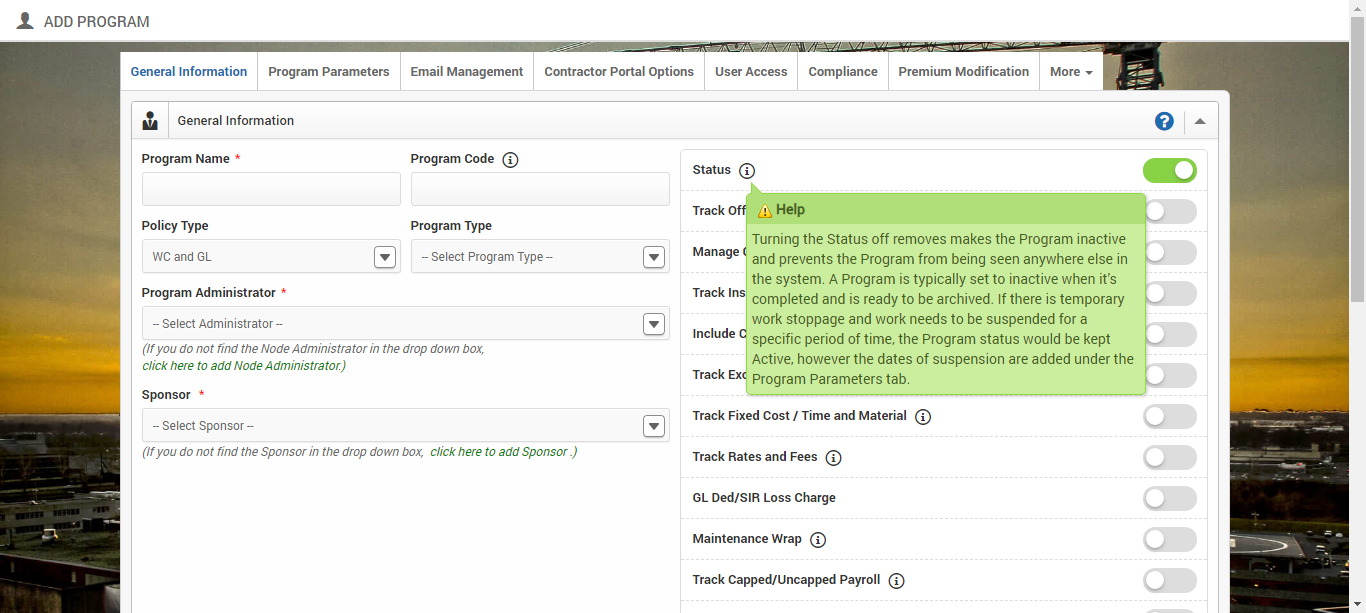 ADD PROGRAM
General Information
Program Parameters
Email Management
Contractor Portal Options
User Access
Compliance
Premium Modification
More
General Information
Program Name *
Program Code
Policy Type
Program Type
WC and GL
-- Select Program Type --
Program Administrator *
-- Select Administrator --
(If you do not find the Node Administrator in the drop down box,
click here to add Node Administrator.)
Sponsor *
-- Select Sponsor --
(If you do not find the Sponsor in the drop down box, click here to add Sponsor .)
Status
Help
Turning the Status off removes makes the Program inactive
and prevents the Program from being seen anywhere else in
the system. A Program is typically set to inactive when it's
completed and is ready to be archived. If there is temporary
work stoppage and work needs to be suspended for a
specific period of time, the Program status would be kept
Active, however the dates of suspension are added under the
Program Parameters tab.
Track Off
Manage
Track Ins
Include
Track Exc
Track Fixed Cost / Time and Material
Track Rates and Fees
GL Ded/SIR Loss Charge
Maintenance Wrap
Track Capped/Uncapped Payroll